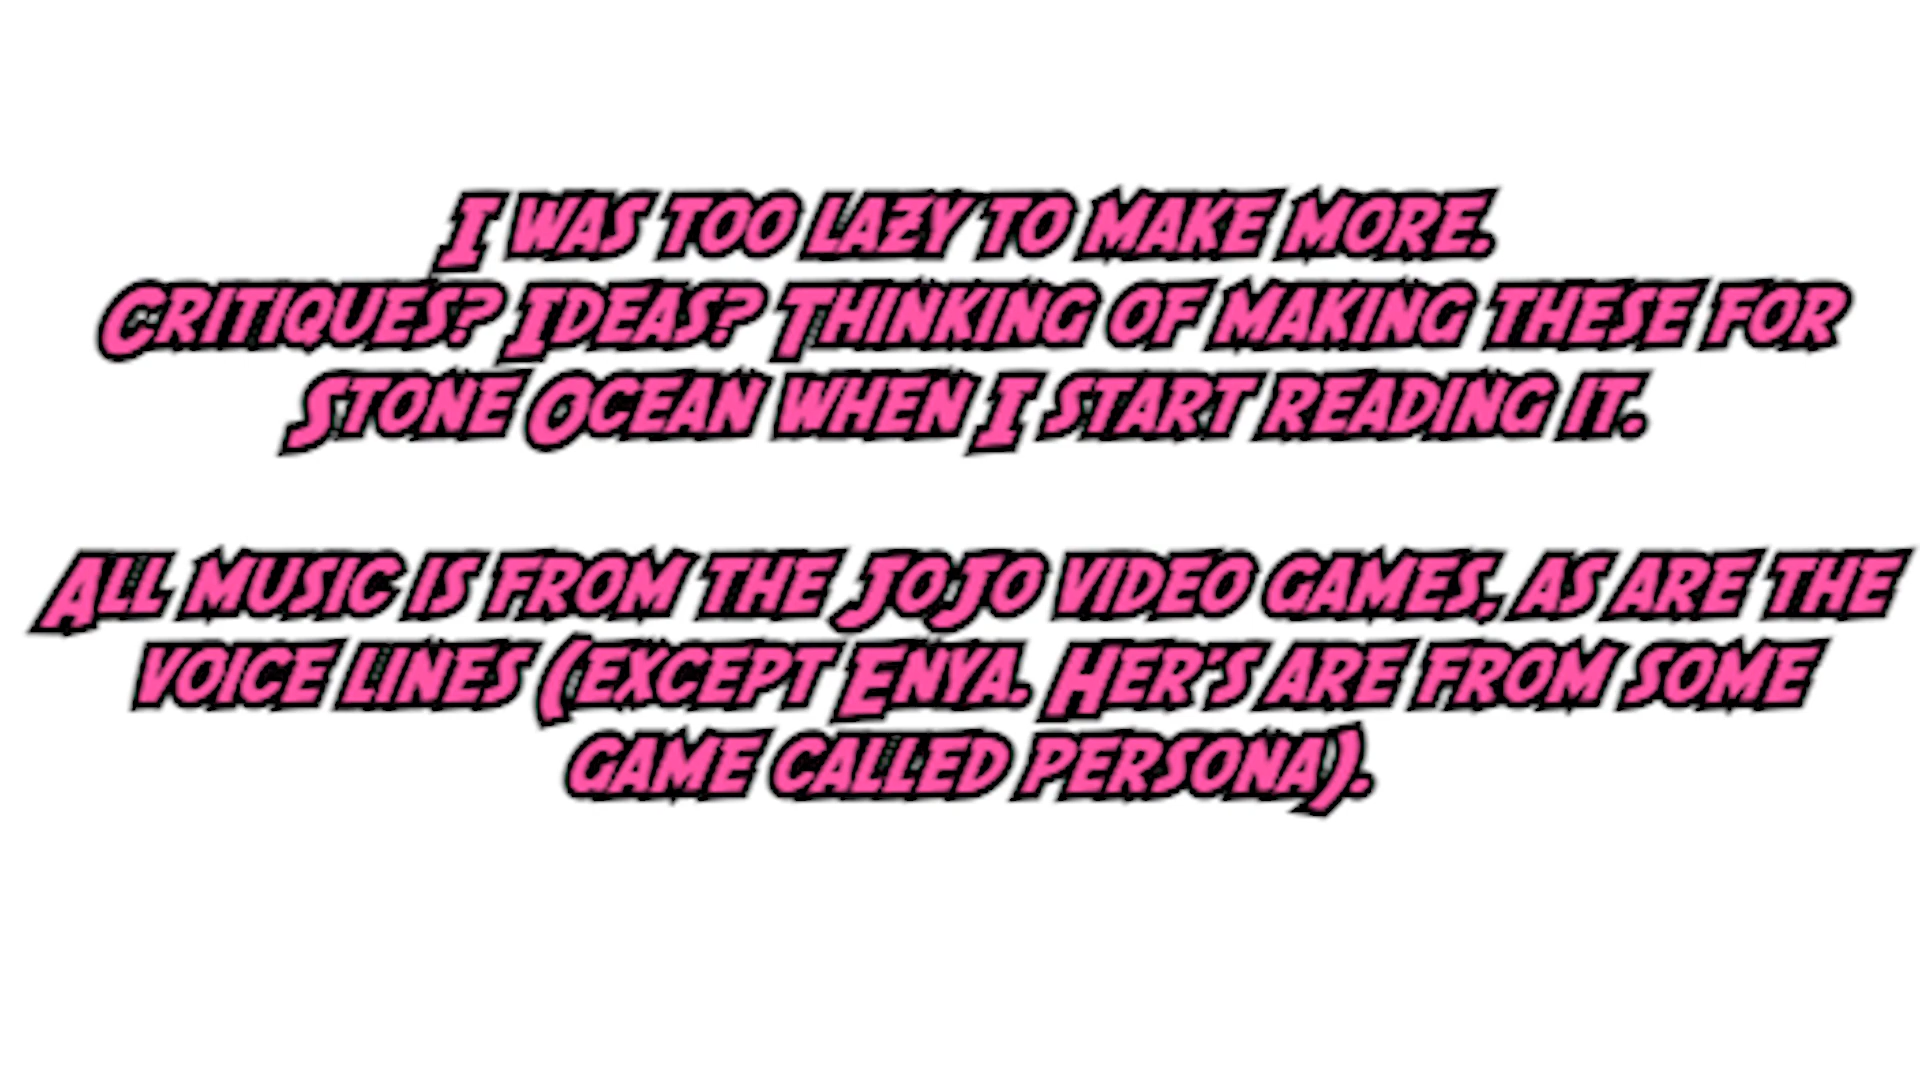 I was too lazy to make more.
Critiques? Ideas? Thinking of making these for
Stone Ocean when I start reading it.
All music is from the JoJo video games, as are the
voice lines (except Enya. Her's are from some
game called persona).